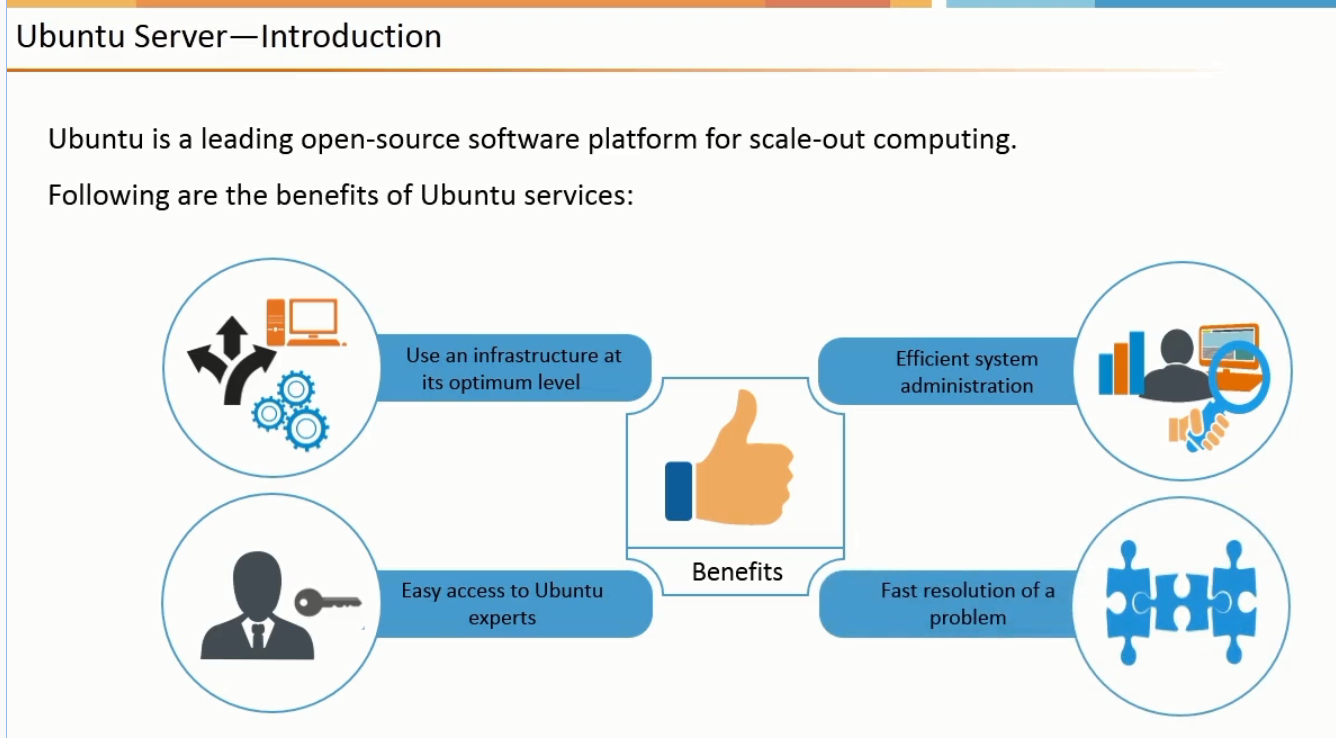 Ubuntu Server—Introduction
Ubuntu is a leading open-source software platform for scale-out computing.
Following are the benefits of Ubuntu services:
Use an infrastructure at
its optimum level
Efficient system
administration
Easy access to Ubuntu
experts
Benefits
Fast resolution of a
problem